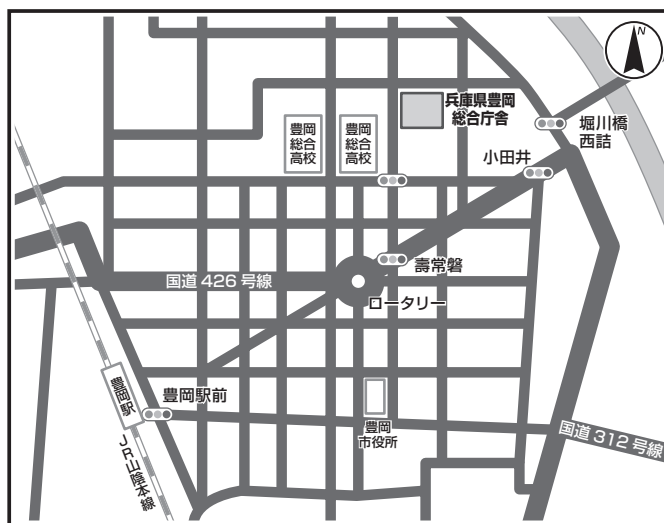 N
兵庫県豊岡
総合庁舎
堀川橋
西詰
豊岡
総合
高校
豊岡
総合
高校
小田井
壽常磐
国道 426 号線
ロータリー
豊岡駅前
豊岡駅
豊岡
市役所
国道 312 号線
JR山陰本線